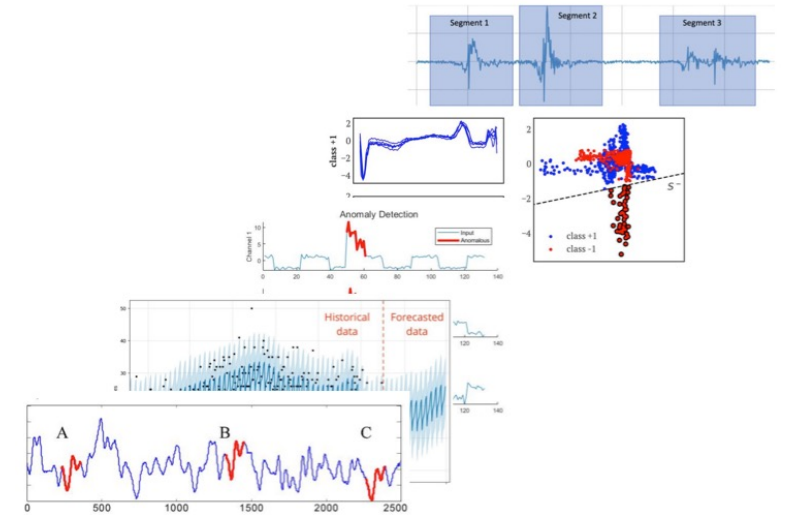 Segment 1
Segment 2
Segment 3
class +1
2
0
−2
−4
2
0
−2
−4
S⁻
class +1
class -1
Anomaly Detection
Channel 1
10
5
0
Input
Anomalous
0 20 40 60 80 100 120 140
50
40
30
Historical
data
Forecasted
data
120 140
120 140
A B C
0 500 1000 1500 2000 2500